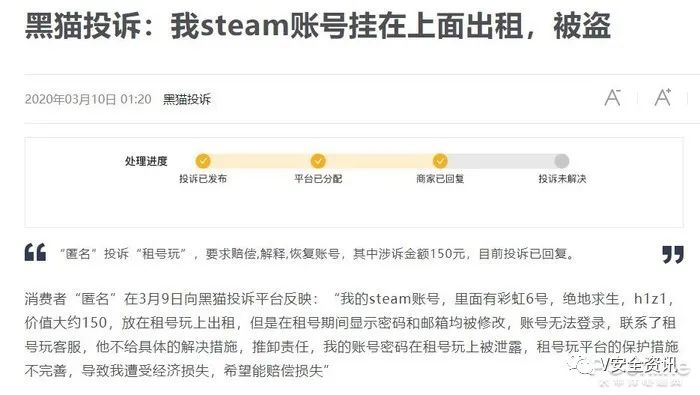 黑猫投诉：我steam账号挂在上面出租，被盗
2020年03月10日 01:20 黑猫投诉
A- A+
处理进度
投诉已发布 平台已分配 商家已回复 投诉未解决
“匿名”投诉“租号玩”，要求赔偿,解释,恢复账号，其中涉诉金额150元，目前投诉已回复。
消费者“匿名”在3月9日向黑猫投诉平台反映：“我的steam账号，里面有彩虹6号，绝地求生，h1z1，
价值大约150，放在租号玩上出租，但是在租号期间显示密码和邮箱均被修改，账号无法登录，联系了租
号玩客服，他不给具体的解决措施，推卸责任，我的账号密码在租号玩上被泄露，租号玩平台的保护措施
不完善，导致我遭受经济损失，希望能赔偿损失”
V安全资讯